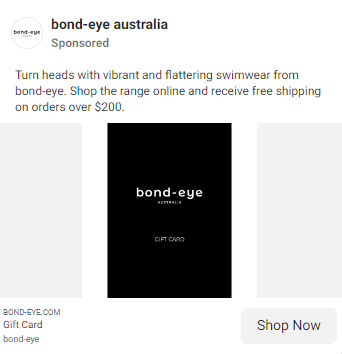 bond-eye
bond-eye australia
Sponsored
Turn heads with vibrant and flattering swimwear from
bond-eye. Shop the range online and receive free shipping
on orders over $200.
bond-eye
AUSTRALIA
GIFT CARD
BOND-EYE.COM
Gift Card
bond-eye
Shop Now